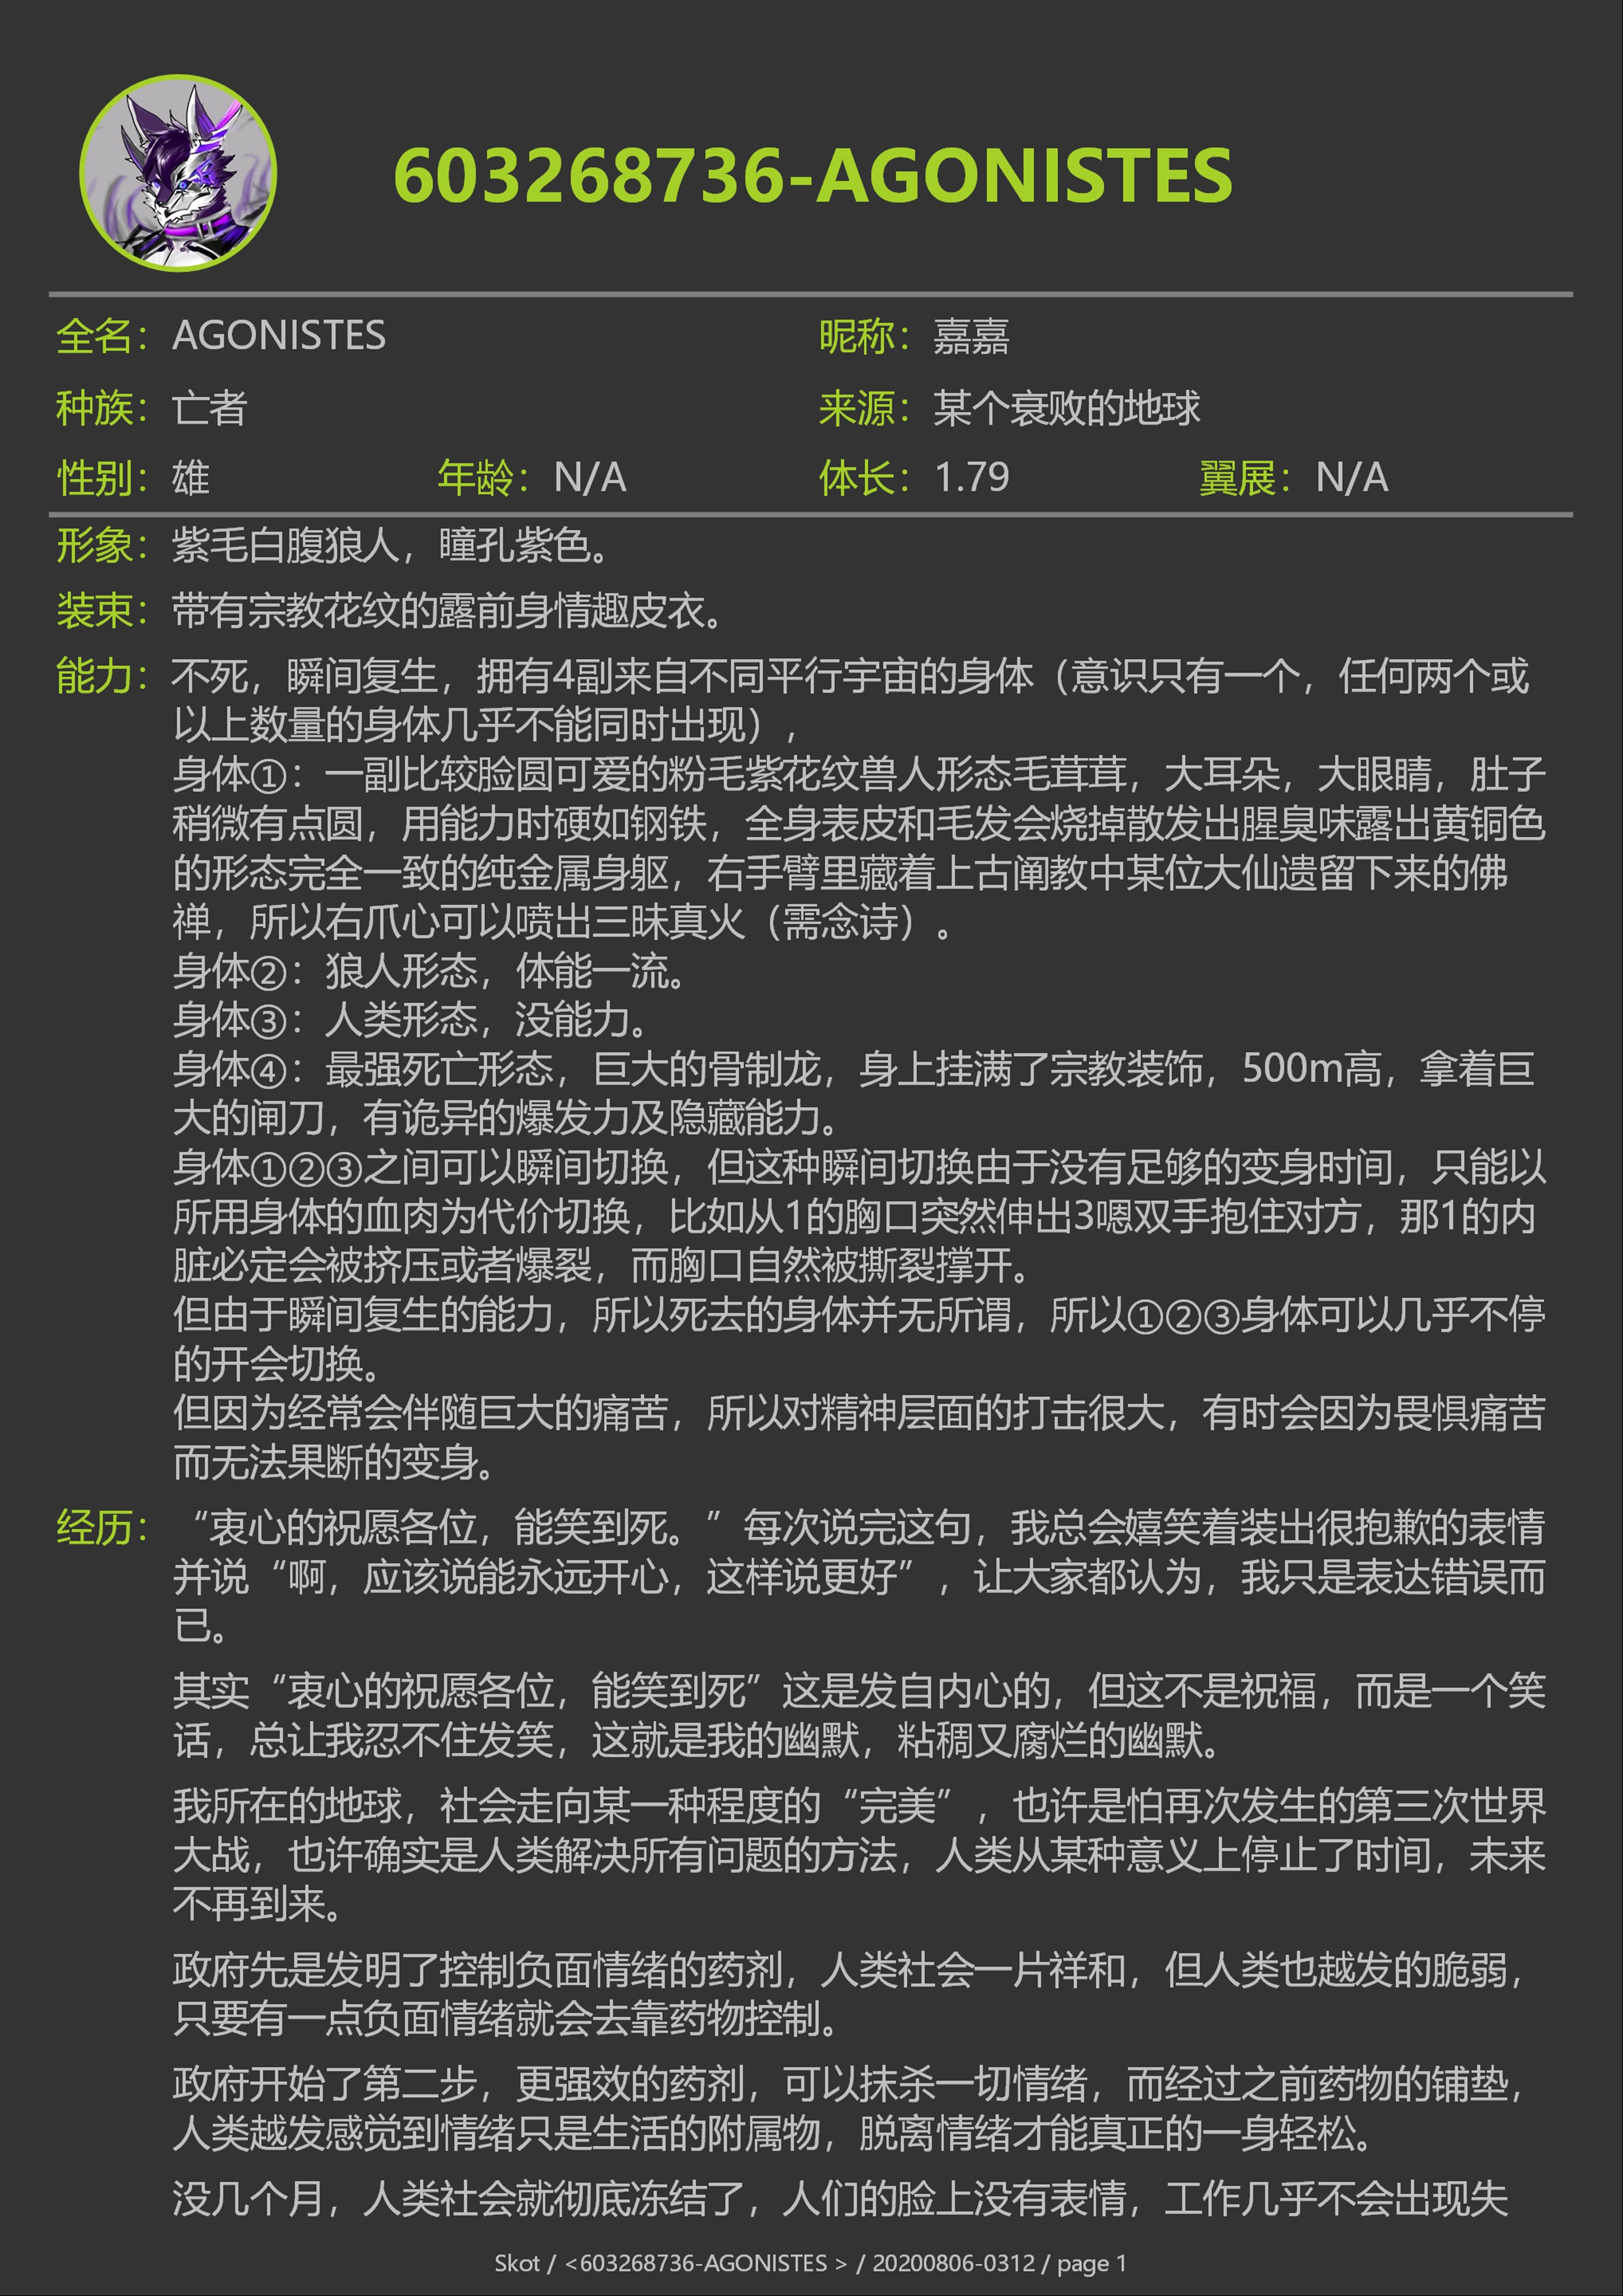 603268736-AGONISTES
全名：AGONISTES 昵称：嘉嘉
种族：亡者 来源：某个衰败的地球
性别：雄 年龄：N/A 体长：1.79 翼展：N/A
形象：紫毛白腹狼人，瞳孔紫色。
装束：带有宗教花纹的露前身情趣皮衣。
能力：不死，瞬间复生，拥有4副来自不同平行宇宙的身体（意识只有一个，任何两个或
以上数量的身体几乎不能同时出现），
身体①：一副比较脸圆可爱的粉毛紫花纹兽人形态毛茸茸，大耳朵，大眼睛，肚子
稍微有点圆，用能力时硬如钢铁，全身表皮和毛发会烧掉散发出腥臭味露出黄铜色
的形态完全一致的纯金属身躯，右手臂里藏着上古阐教中某位大仙遗留下来的佛
禅，所以右爪心可以喷出三昧真火（需念诗）。
身体②：狼人形态，体能一流。
身体③：人类形态，没能力。
身体④：最强死亡形态，巨大的骨制龙，身上挂满了宗教装饰，500m高，拿着巨
大的闸刀，有诡异的爆发力及隐藏能力。
身体①②③之间可以瞬间切换，但这种瞬间切换由于没有足够的变身时间，只能以
所用身体的血肉为代价切换，比如从1的胸口突然伸出3嗯双手抱住对方，那1的内
脏必定会被挤压或者爆裂，而胸口自然被撕裂撑开。
但由于瞬间复生的能力，所以死去的身体并无所谓，所以①②③身体可以几乎不停
的开会切换。
但因为经常会伴随巨大的痛苦，所以对精神层面的打击很大，有时会因为畏惧痛苦
而无法果断的变身。
经历：“衷心的祝愿各位，能笑到死。”每次说完这句，我总会嬉笑着装出很抱歉的表情
并说“啊，应该说能永远开心，这样说更好”，让大家都认为，我只是表达错误而
已。
其实“衷心的祝愿各位，能笑到死”这是发自内心的，但这不是祝福，而是一个笑
话，总让我忍不住发笑，这就是我的幽默，粘稠又腐烂的幽默。
我所在的地球，社会走向某一种程度的“完美”，也许是怕再次发生的第三次世界
大战，也许确实是人类解决所有问题的方法，人类从某种意义上停止了时间，未来
不再到来。
政府先是发明了控制负面情绪的药剂，人类社会一片祥和，但人类也越发的脆弱，
只要有一点负面情绪就会去靠药物控制。
政府开始了第二步，更强效的药剂，可以抹杀一切情绪，而经过之前药物的铺垫，
人类越发感觉到情绪只是生活的附属物，脱离情绪才能真正的一身轻松。
没几个月，人类社会就彻底冻结了，人们的脸上没有表情，工作几乎不会出现失
Skot / <603268736-AGONISTES > / 20200806-0312 / page 1